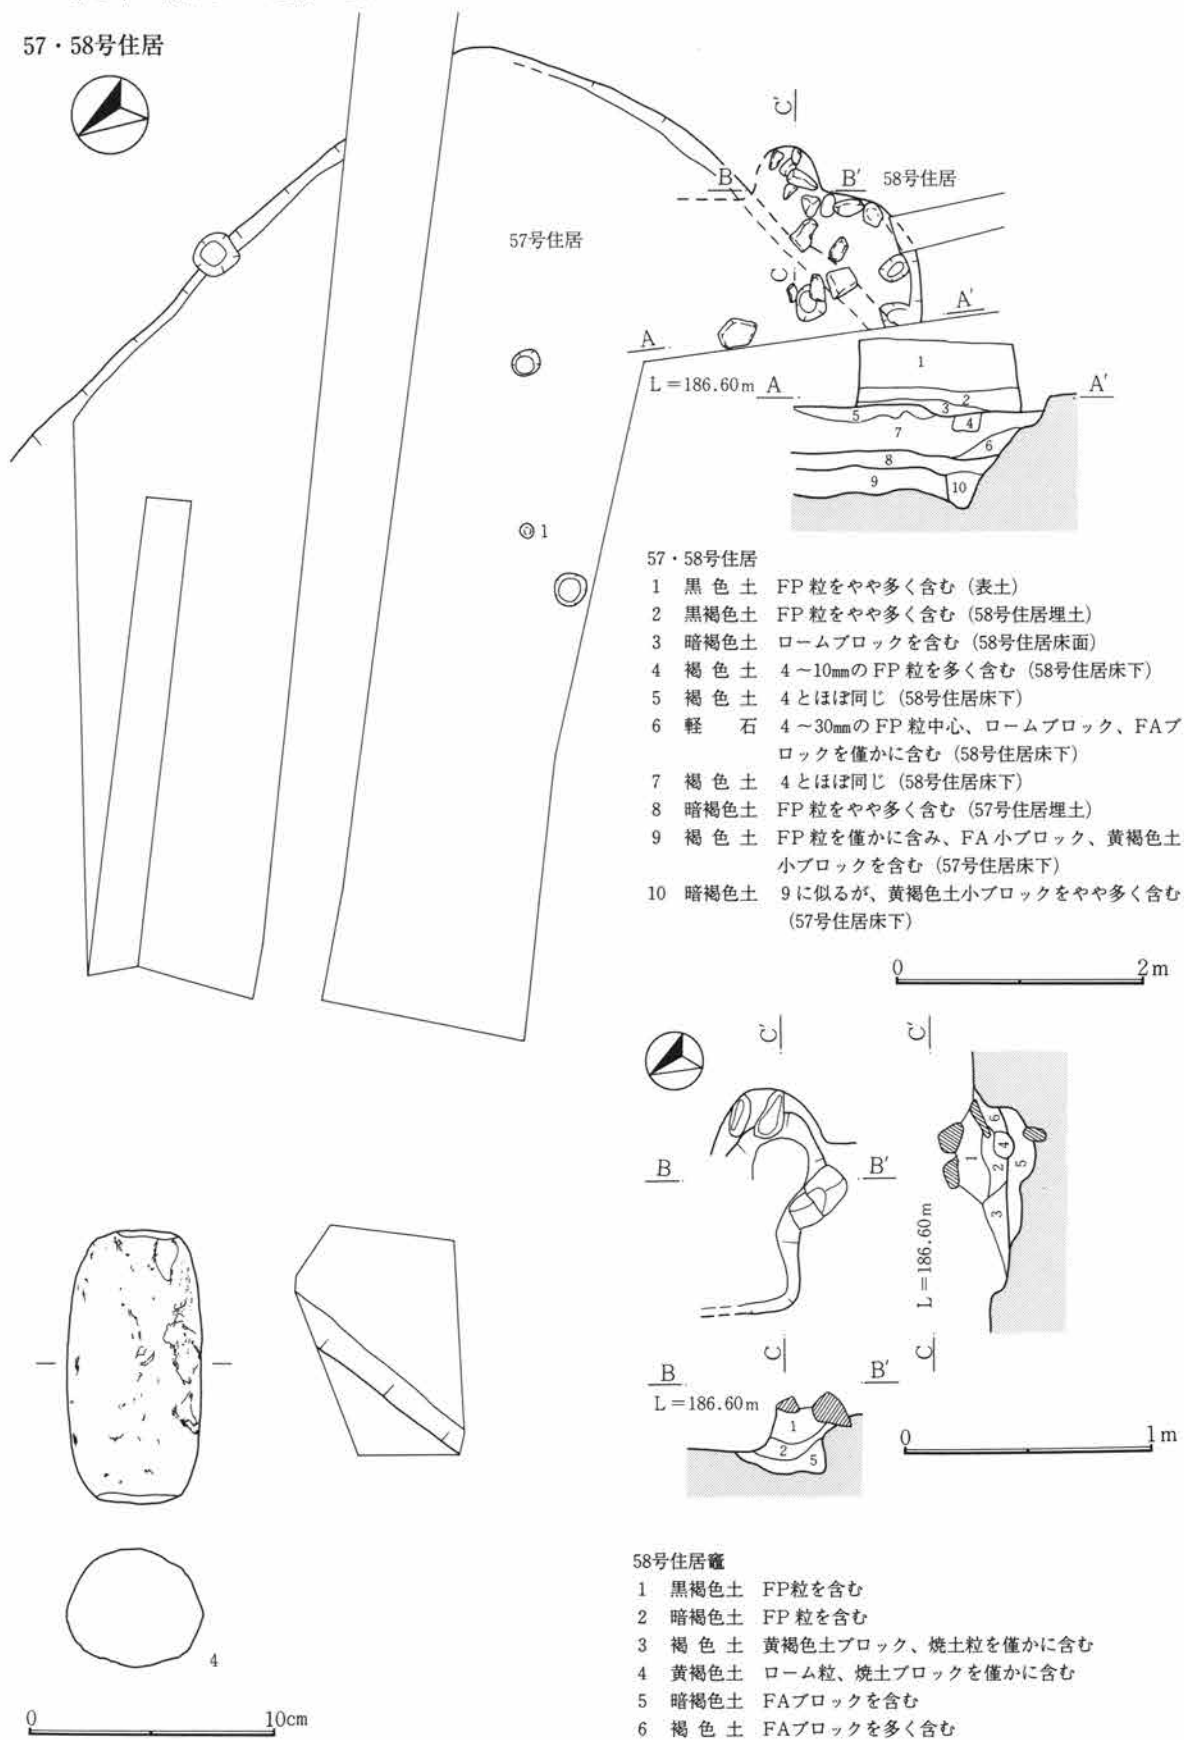 57・58号住居
C'
B
B'
58号住居
57号住居
C
A
A'
L=186.60m A
A'
1
2
3
4
5
6
7
8
9
10
1
57・58号住居
1 黒色土 FP粒をやや多く含む(表土)
2 黒褐色土 FP粒をやや多く含む(58号住居埋土)
3 暗褐色土 ロームブロックを含む(58号住居床面)
4 褐色土 4~10㎜のFP粒を多く含む(58号住居床下)
5 褐色土 4とほぼ同じ(58号住居床下)
6 軽石 4~30㎜のFP粒中心、ロームブロック、FAブ
ロックを僅かに含む(58号住居床下)
7 褐色土 4とほぼ同じ(58号住居床下)
8 暗褐色土 FP粒をやや多く含む(57号住居埋土)
9 褐色土 FP粒を僅かに含み、FA小ブロック、黄褐色土
小ブロックを含む(57号住居床下)
10 暗褐色土 9に似るが、黄褐色土小ブロックをやや多く含む
(57号住居床下)
0 2m
C'
C'
B
B'
6
1
4
2
5
3
L=186.60m
C
C
B
B'
L=186.60m
1
2
5
0 1m
4
0 10cm
58号住居竈
1 黒褐色土 FP粒を含む
2 暗褐色土 FP粒を含む
3 褐色土 黄褐色土ブロック、焼土粒を僅かに含む
4 黄褐色土 ローム粒、焼土ブロックを僅かに含む
5 暗褐色土 FAブロックを含む
6 褐色土 FAブロックを多く含む